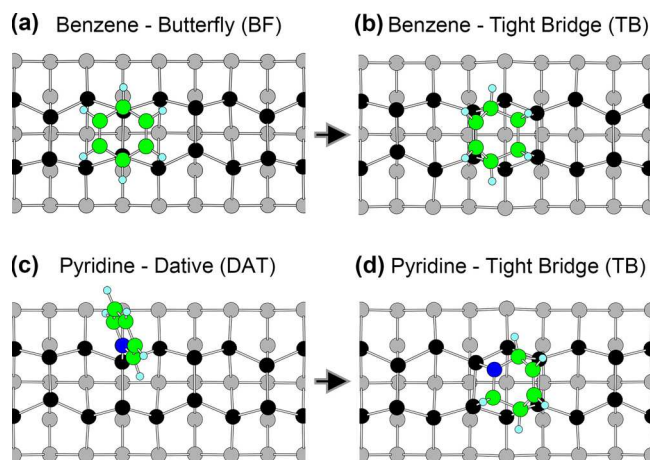 (a) Benzene - Butterfly (BF)
(b) Benzene - Tight Bridge (TB)
(c) Pyridine - Dative (DAT)
(d) Pyridine - Tight Bridge (TB)